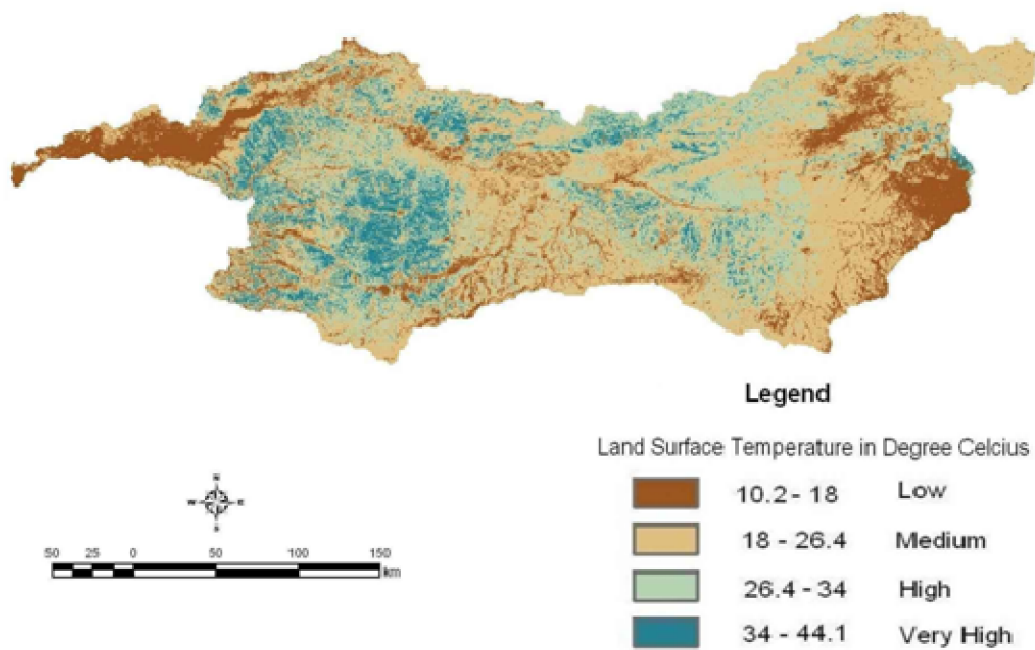 Legend
Land Surface Temperature in Degree Celcius
10.2 - 18 Low
18 - 26.4 Medium
26.4 - 34 High
34 - 44.1 Very High
N
W E
S
50 25 0 50 100 150
km